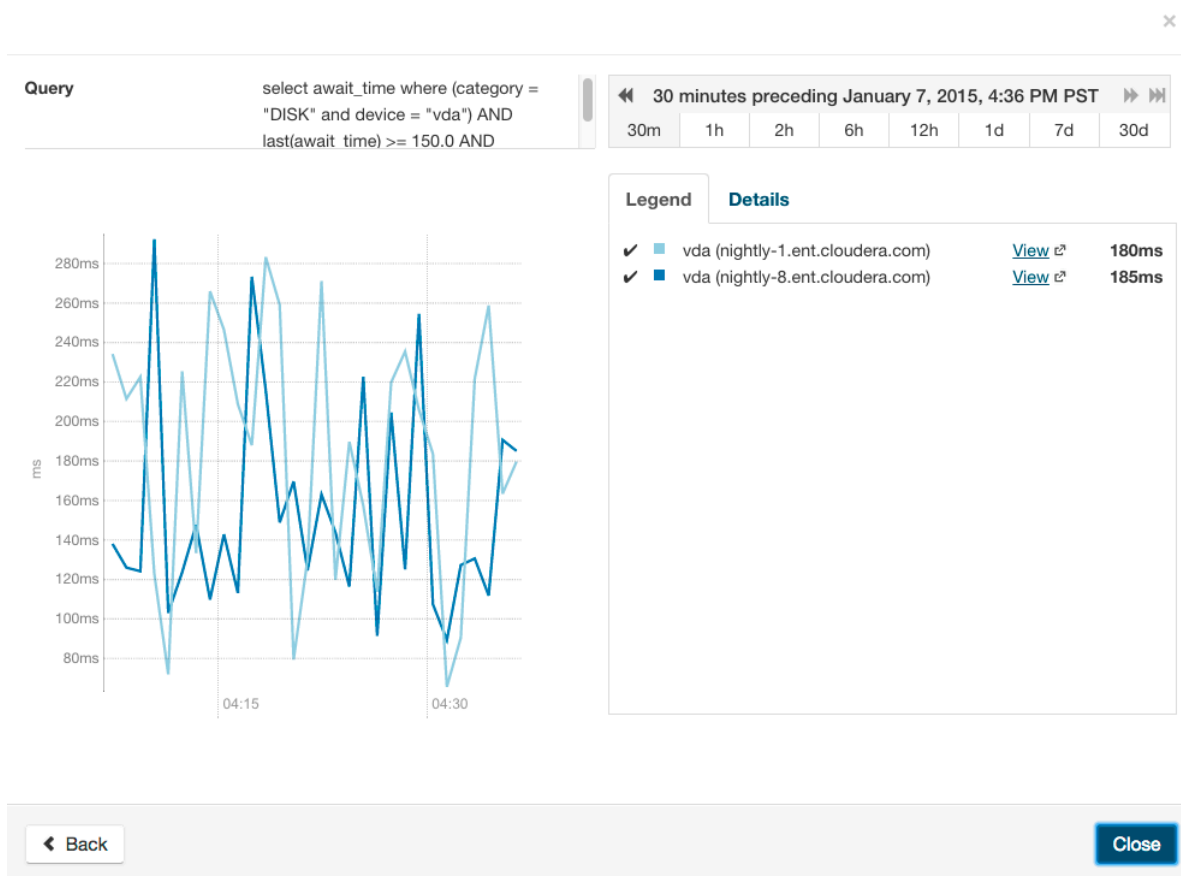 ×
Query
select await_time where (category =
"DISK" and device = "vda") AND
last(await_time) >= 150.0 AND
30 minutes preceding January 7, 2015, 4:36 PM PST
30m 1h 2h 6h 12h 1d 7d 30d
Legend Details
✔ vda (nightly-1.ent.cloudera.com) View 180ms
✔ vda (nightly-8.ent.cloudera.com) View 185ms
280ms
260ms
240ms
220ms
200ms
180ms
160ms
140ms
120ms
100ms
80ms
ms
04:15 04:30
Back
Close